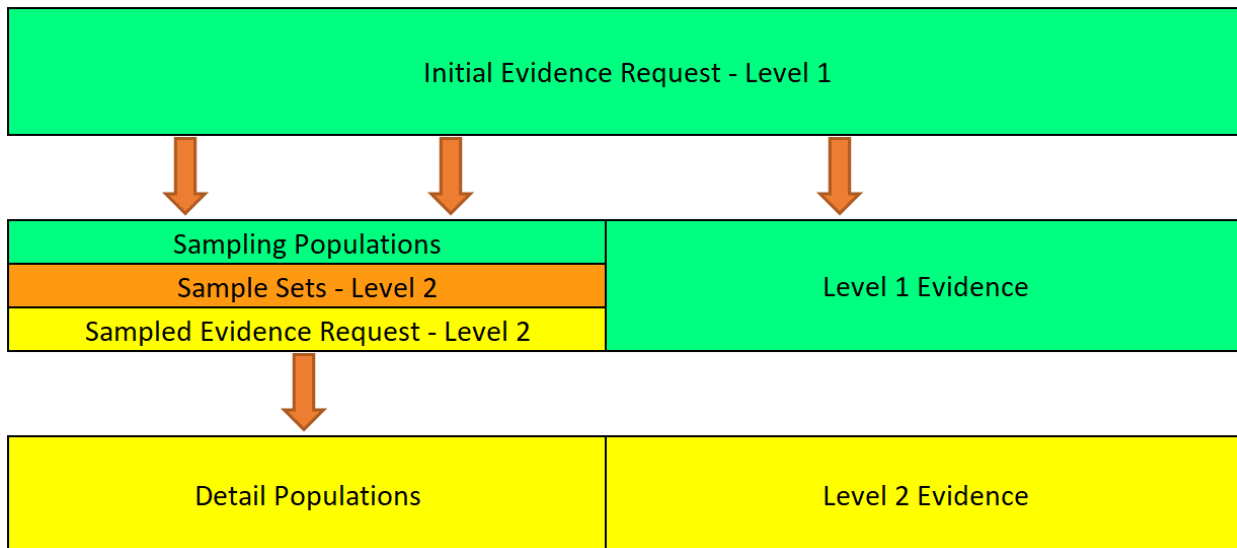 Initial Evidence Request - Level 1
Sampling Populations
Sample Sets - Level 2
Sampled Evidence Request - Level 2
Level 1 Evidence
Detail Populations
Level 2 Evidence